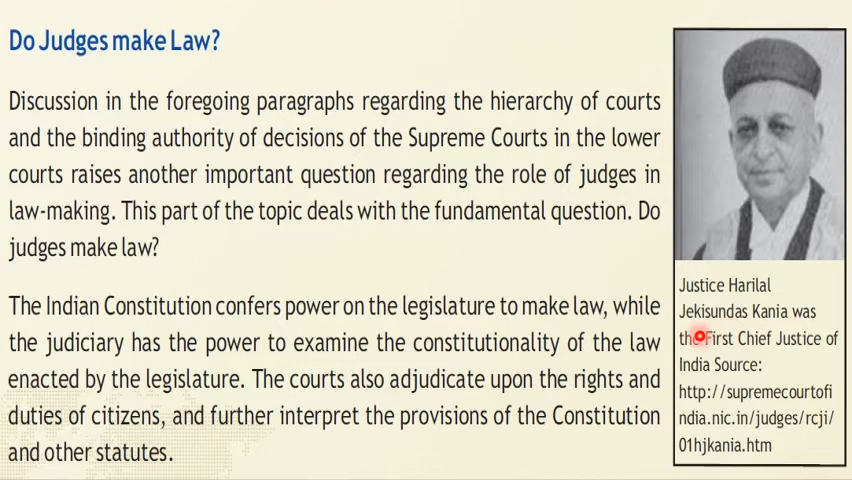 Do Judges make Law?
Discussion in the foregoing paragraphs regarding the hierarchy of courts
and the binding authority of decisions of the Supreme Courts in the lower
courts raises another important question regarding the role of judges in
law-making. This part of the topic deals with the fundamental question. Do
judges make law?
The Indian Constitution confers power on the legislature to make law, while
the judiciary has the power to examine the constitutionality of the law
enacted by the legislature. The courts also adjudicate upon the rights and
duties of citizens, and further interpret the provisions of the Constitution
and other statutes.
Justice Harilal
Jekisundas Kania was
the First Chief Justice of
India Source:
http://supremecourtofi
ndia.nic.in/judges/rcji/
01hjkania.htm